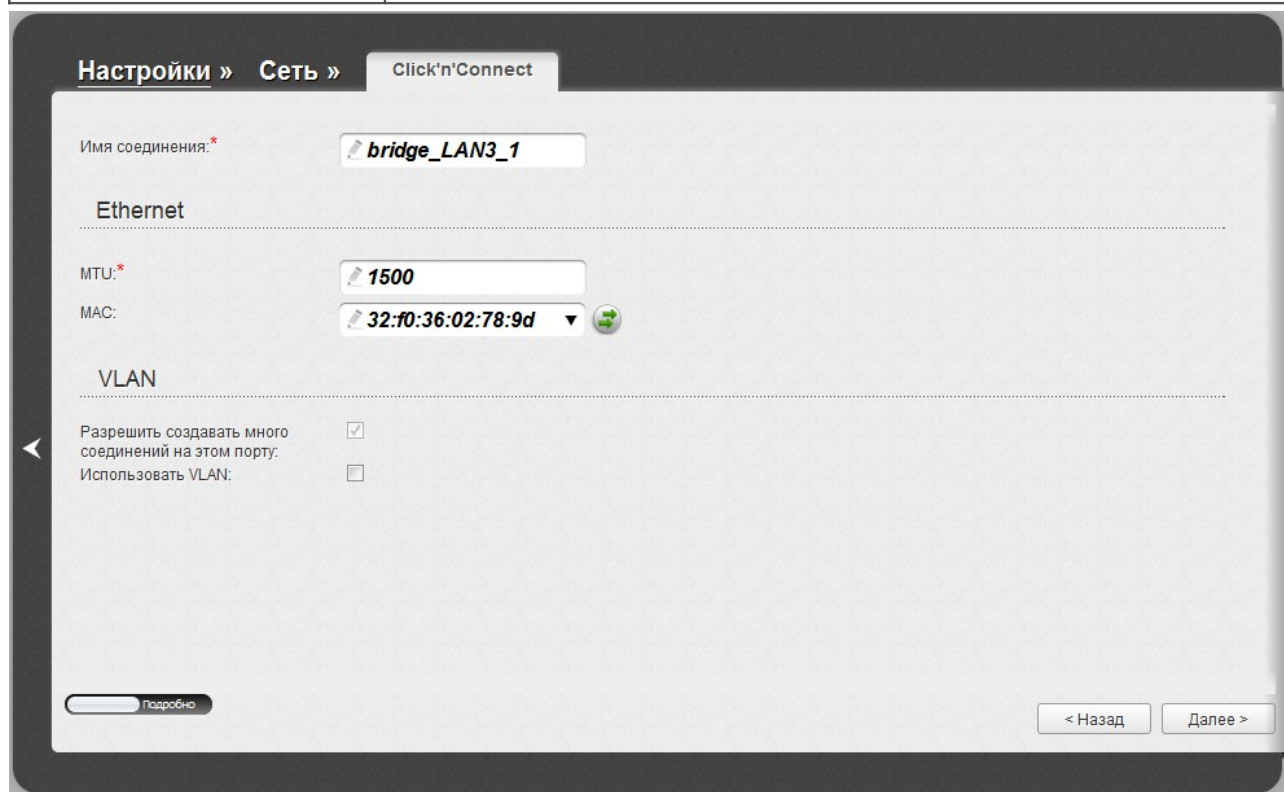 Настройки » Сеть » Click'n'Connect
Имя соединения:* bridge_LAN3_1
Ethernet
MTU:* 1500
MAC: 32:f0:36:02:78:9d
VLAN
Разрешить создавать много
соединений на этом порту:
Использовать VLAN:
Подробно
< Назад Далее >